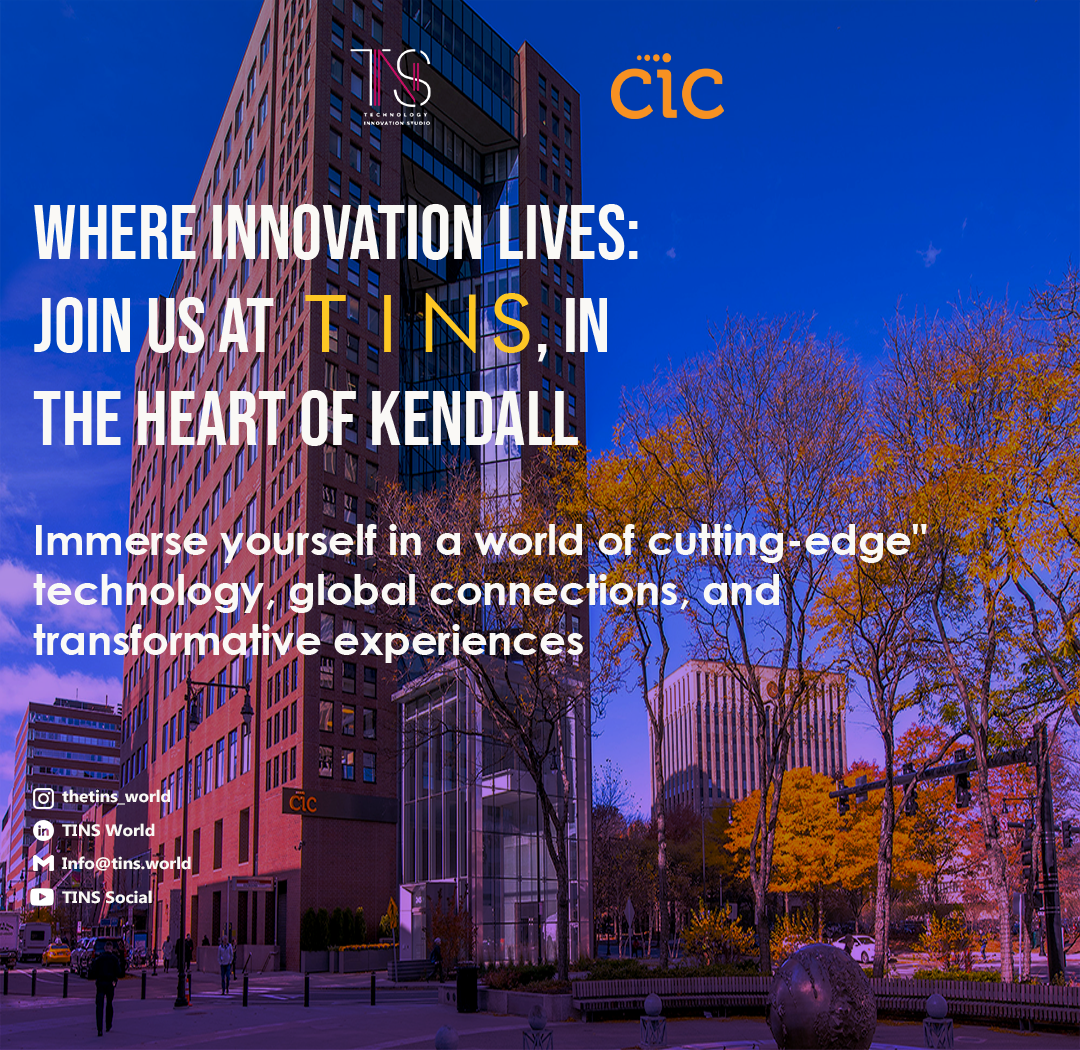 TINS
TECHNOLOGY
INNOVATION STUDIO
cic
WHERE INNOVATION LIVES:
JOIN US AT TINS, IN
THE HEART OF KENDALL
Immerse yourself in a world of cutting-edge"
technology, global connections, and
transformative experiences
cic
thetins_world
TINS World
Info@tins.world
TINS Social